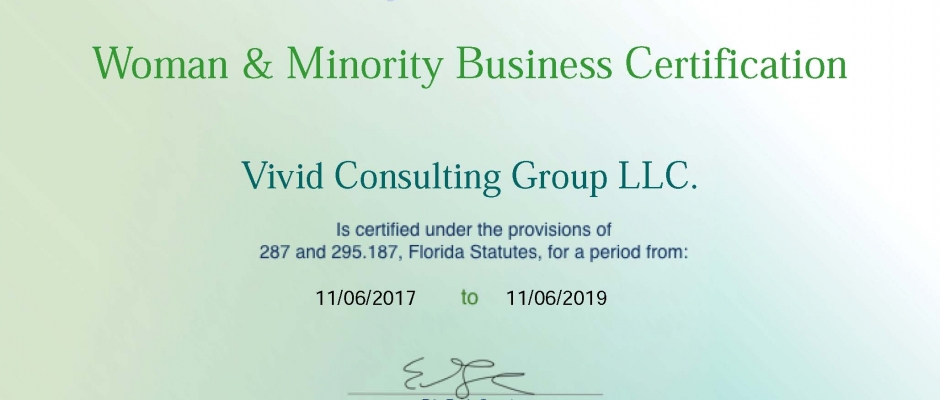 Woman & Minority Business Certification
Vivid Consulting Group LLC.
Is certified under the provisions of
287 and 295.187, Florida Statutes, for a period from:
11/06/2017 to 11/06/2019